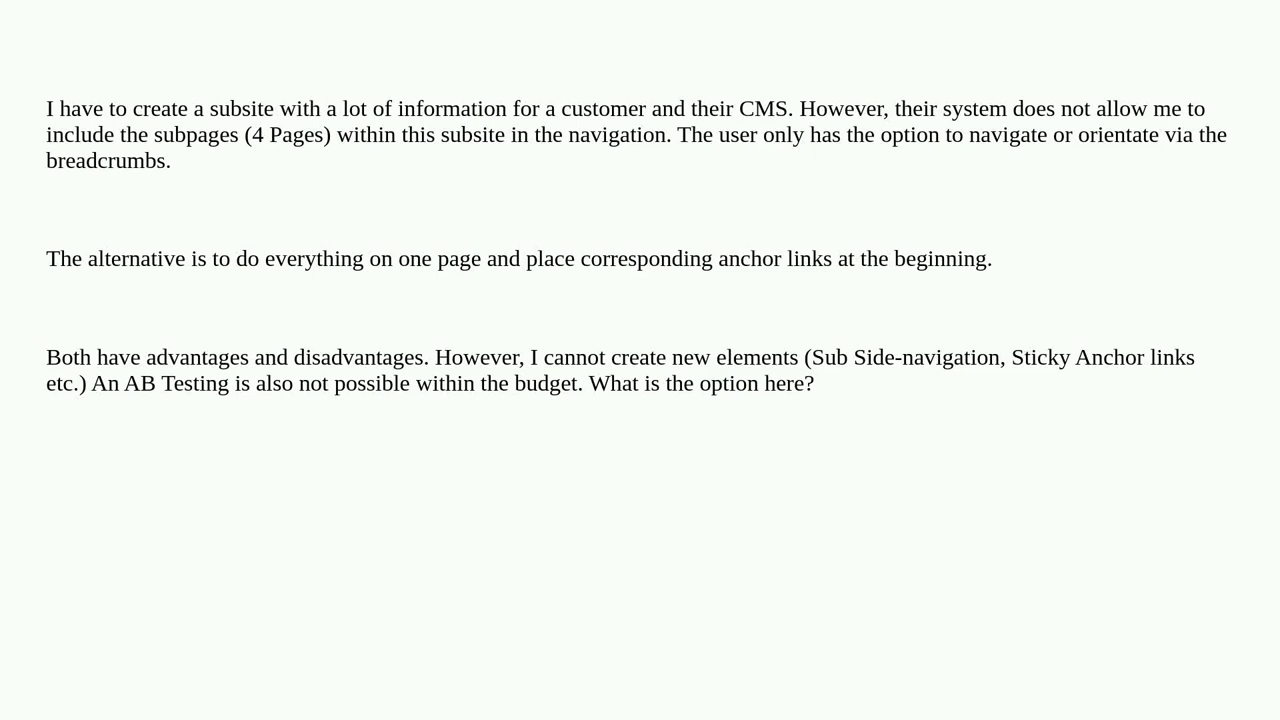 I have to create a subsite with a lot of information for a customer and their CMS. However, their system does not allow me to
include the subpages (4 Pages) within this subsite in the navigation. The user only has the option to navigate or orientate via the
breadcrumbs.
The alternative is to do everything on one page and place corresponding anchor links at the beginning.
Both have advantages and disadvantages. However, I cannot create new elements (Sub Side-navigation, Sticky Anchor links
etc.) An AB Testing is also not possible within the budget. What is the option here?